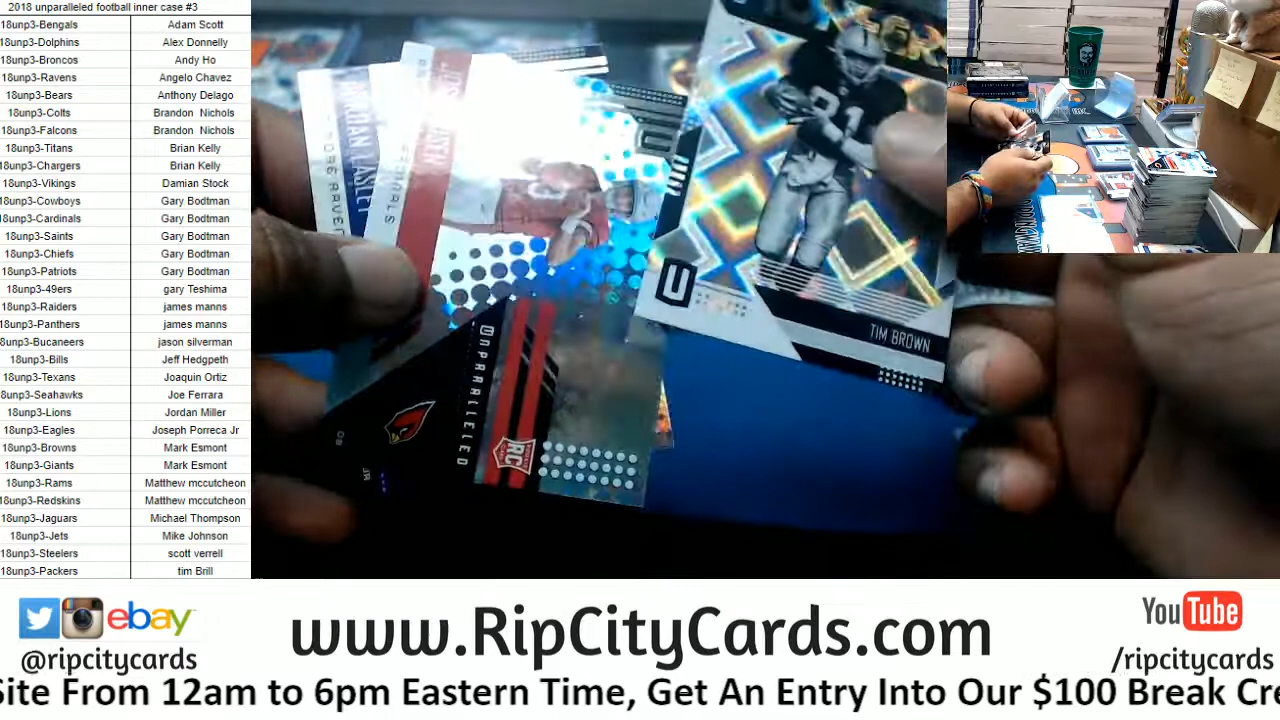 2018 unparalleled football inner case #3
18unp3-Bengals Adam Scott
18unp3-Dolphins Alex Donnelly
18unp3-Broncos Andy Ho
18unp3-Ravens Angelo Chavez
18unp3-Bears Anthony Delago
18unp3-Colts Brandon Nichols
18unp3-Falcons Brandon Nichols
18unp3-Titans Brian Kelly
18unp3-Chargers Brian Kelly
18unp3-Vikings Damian Stock
18unp3-Cowboys Gary Bodtman
18unp3-Cardinals Gary Bodtman
18unp3-Saints Gary Bodtman
18unp3-Chiefs Gary Bodtman
18unp3-Patriots Gary Bodtman
18unp3-49ers gary Teshima
18unp3-Raiders james manns
18unp3-Panthers james manns
18unp3-Bucaneers jason silverman
18unp3-Bills Jeff Hedgpeth
18unp3-Texans Joaquin Ortiz
18unp3-Seahawks Joe Ferrara
18unp3-Lions Jordan Miller
18unp3-Eagles Joseph Porreca Jr
18unp3-Browns Mark Esmont
18unp3-Giants Mark Esmont
18unp3-Rams Matthew mccutcheon
18unp3-Redskins Matthew mccutcheon
18unp3-Jaguars Michael Thompson
18unp3-Jets Mike Johnson
18unp3-Steelers scott verrell
18unp3-Packers tim Brill
TIM BROWN
UNPARALLELED
RC
ebay
@ripcitycards
www.RipCityCards.com
YouTube
/ripcitycards
Site From 12am to 6pm Eastern Time, Get An Entry Into Our $100 Break Cre